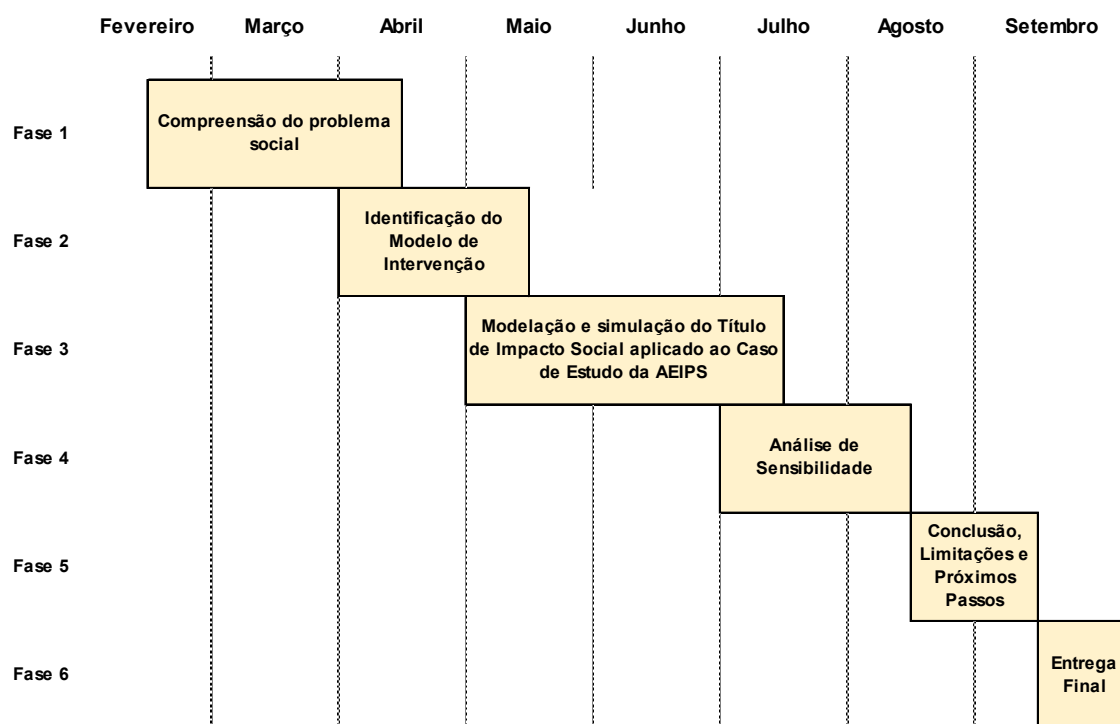 Fevereiro Março Abril Maio Junho Julho Agosto Setembro
Fase 1
Compreensão do problema
social
Fase 2
Identificação do
Modelo de
Intervenção
Fase 3
Modelação e simulação do Título
de Impacto Social aplicado ao Caso
de Estudo da AEIPS
Fase 4
Análise de
Sensibilidade
Fase 5
Conclusão,
Limitações e
Próximos
Passos
Fase 6
Entrega
Final